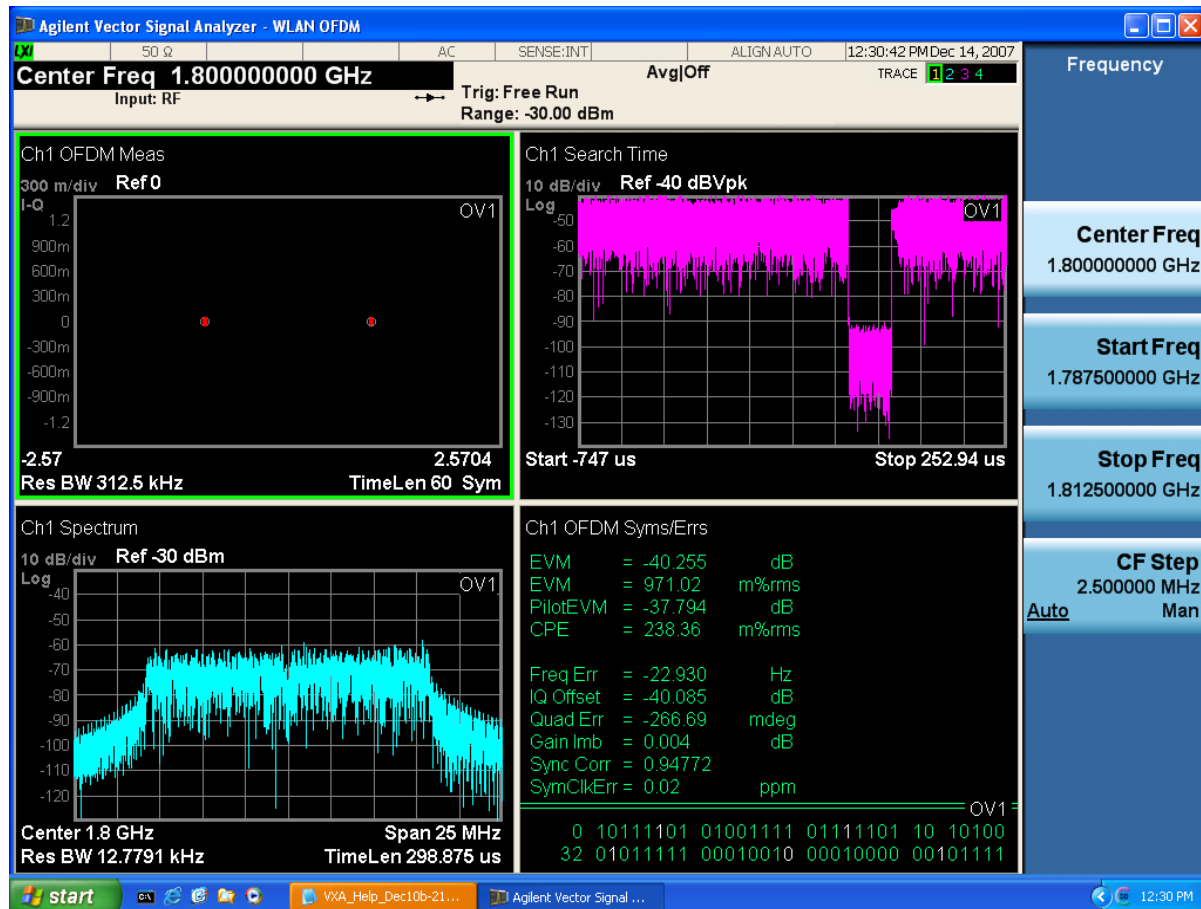 Agilent Vector Signal Analyzer - WLAN OFDM
LXI 50 Ω AC SENSE:INT ALIGN AUTO 12:30:42 PM Dec 14, 2007
Center Freq 1.800000000 GHz Avg|Off TRACE 1 2 3 4
Input: RF Trig: Free Run
Range: -30.00 dBm
Frequency
Ch1 OFDM Meas
300 m/div Ref 0
I-Q
OV1
1.2
900m
600m
300m
0
-300m
-600m
-900m
-1.2
-2.57 2.5704
Res BW 312.5 kHz TimeLen 60 Sym
Ch1 Search Time
10 dB/div Ref -40 dBVpk
Log
OV1
-50
-60
-70
-80
-90
-100
-110
-120
-130
Start -747 us Stop 252.94 us
Ch1 Spectrum
10 dB/div Ref -30 dBm
Log
OV1
-40
-50
-60
-70
-80
-90
-100
-110
-120
Center 1.8 GHz Span 25 MHz
Res BW 12.7791 kHz TimeLen 298.875 us
Ch1 OFDM Syms/Errs
EVM = -40.255 dB
EVM = 971.02 m%rms
PilotEVM = -37.794 dB
CPE = 238.36 m%rms
Freq Err = -22.930 Hz
IQ Offset = -40.085 dB
Quad Err = -266.69 mdeg
Gain Imb = 0.004 dB
Sync Corr = 0.94772
SymClkErr = 0.02 ppm
OV1
0 10111101 01001111 01111101 10 10100
32 01011111 00010010 00010000 00101111
Center Freq
1.800000000 GHz
Start Freq
1.787500000 GHz
Stop Freq
1.812500000 GHz
CF Step
2.500000 MHz
Auto Man
start VXA_Help_Dec10b-21... Agilent Vector Signal ... 12:30 PM